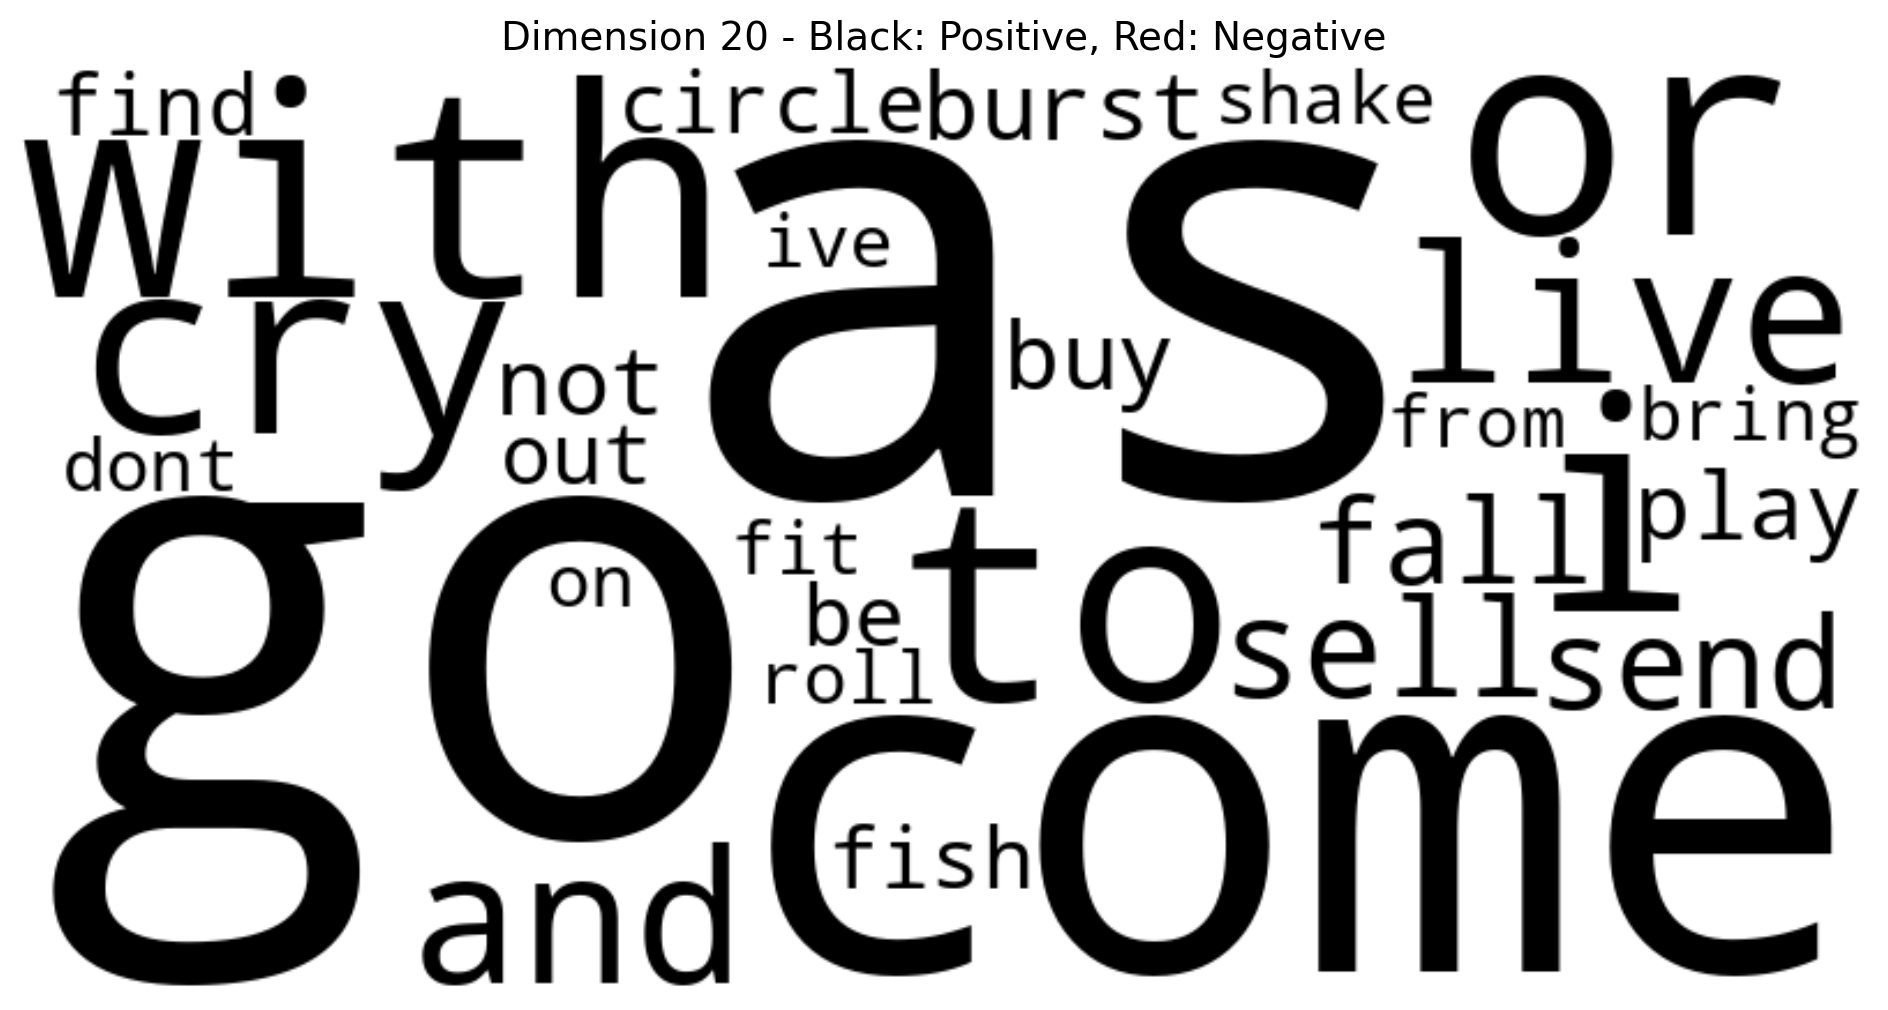 Dimension 20 - Black: Positive, Red: Negative
find
circle
burst
shake
or
with
as
ive
live
cry
buy
not
from
bring
out
dont
i
play
go
fit
to
fall
on
be
sell
send
roll
come
fish
and